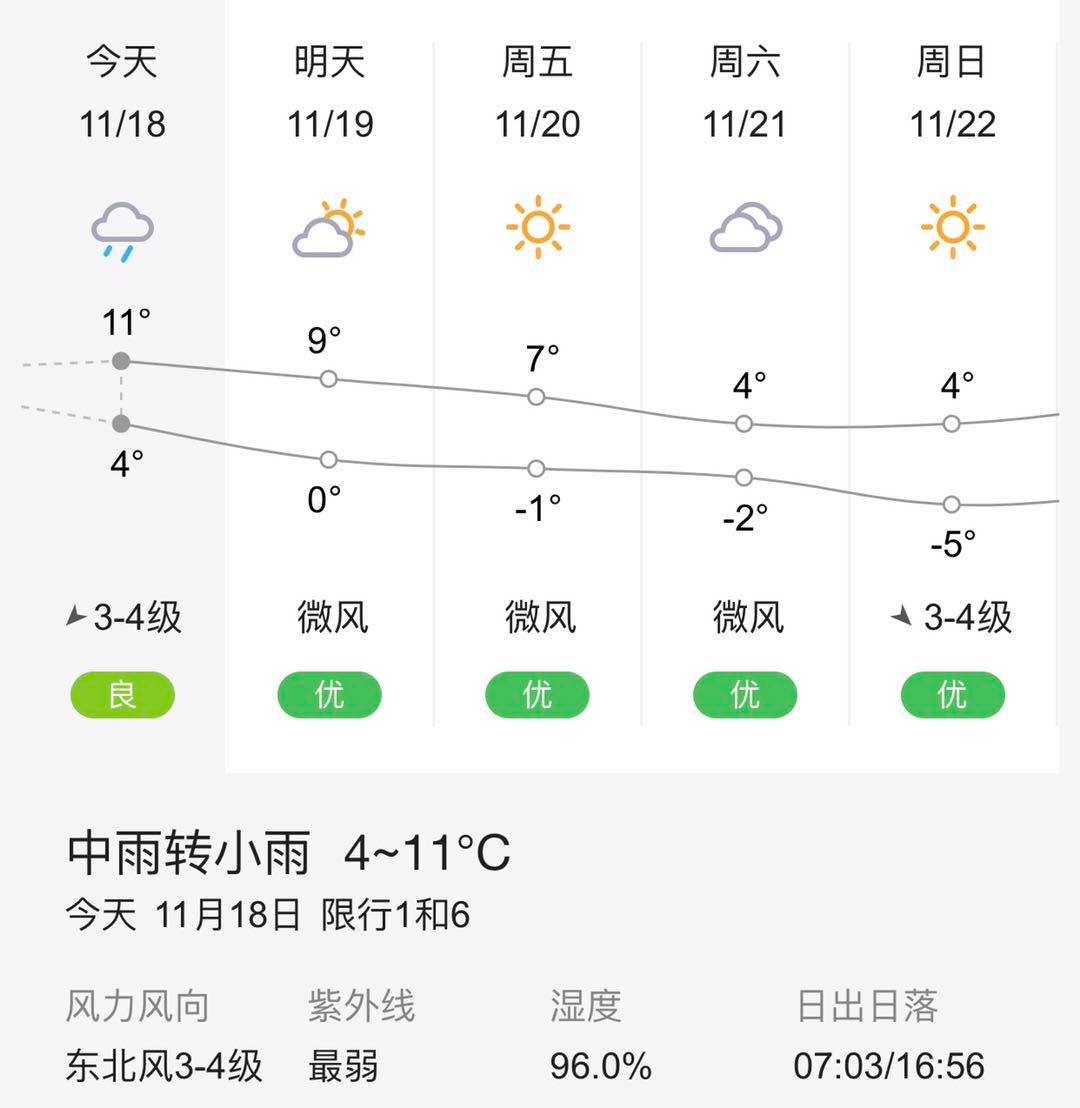 今天 明天 周五 周六 周日
11/18 11/19 11/20 11/21 11/22
11° 9° 7° 4° 4°
4° 0° -1° -2° -5°
3-4级 微风 微风 微风 3-4级
良 优 优 优 优
中雨转小雨 4~11°C
今天 11月18日 限行1和6
风力风向 紫外线 湿度 日出日落
东北风3-4级 最弱 96.0% 07:03/16:56